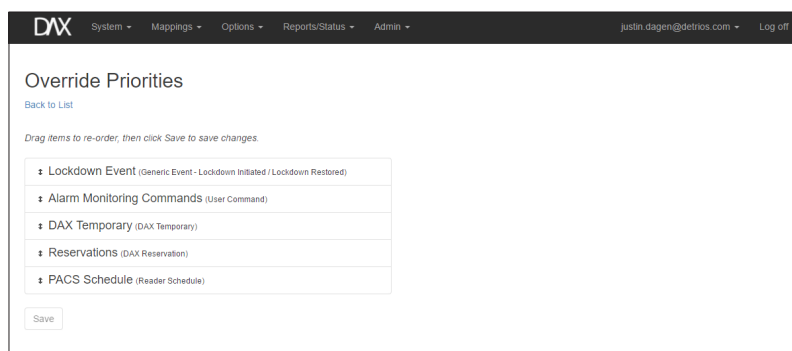 DAX System Mappings Options Reports/Status Admin justin.dagen@detrios.com Log off
Override Priorities
Back to List
Drag items to re-order, then click Save to save changes.
Lockdown Event (Generic Event - Lockdown Initiated / Lockdown Restored)
Alarm Monitoring Commands (User Command)
DAX Temporary (DAX Temporary)
Reservations (DAX Reservation)
PACS Schedule (Reader Schedule)
Save